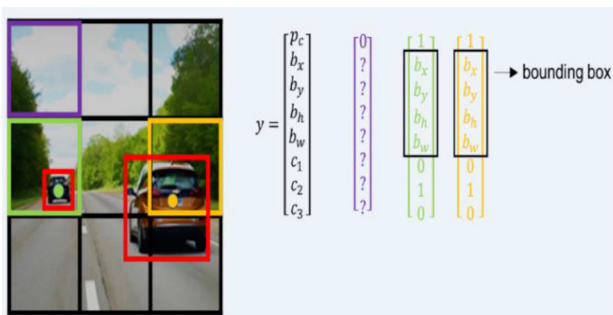 y =
p_c
b_x
b_y
b_h
b_w
c_1
c_2
c_3
0
?
?
?
?
?
?
?
1
b_x
b_y
b_h
b_w
0
1
0
1
b_x
b_y
b_h
b_w
0
1
0
bounding box